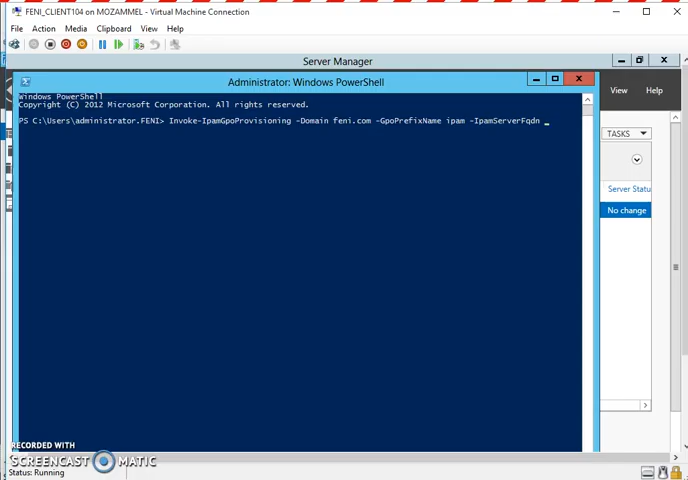 FENI_CLIENT104 on MOZAMMEL - Virtual Machine Connection
File Action Media Clipboard View Help
Server Manager
Administrator: Windows PowerShell
View Help
Windows PowerShell
Copyright (C) 2012 Microsoft Corporation. All rights reserved.
PS C:\Users\administrator.FENI> Invoke-IpamGpoProvisioning -Domain feni.com -GpoPrefixName ipam -IpamServerFqdn _
TASKS
Server Statu
No change
RECORDED WITH
SCREENCAST MATIC
Status: Running